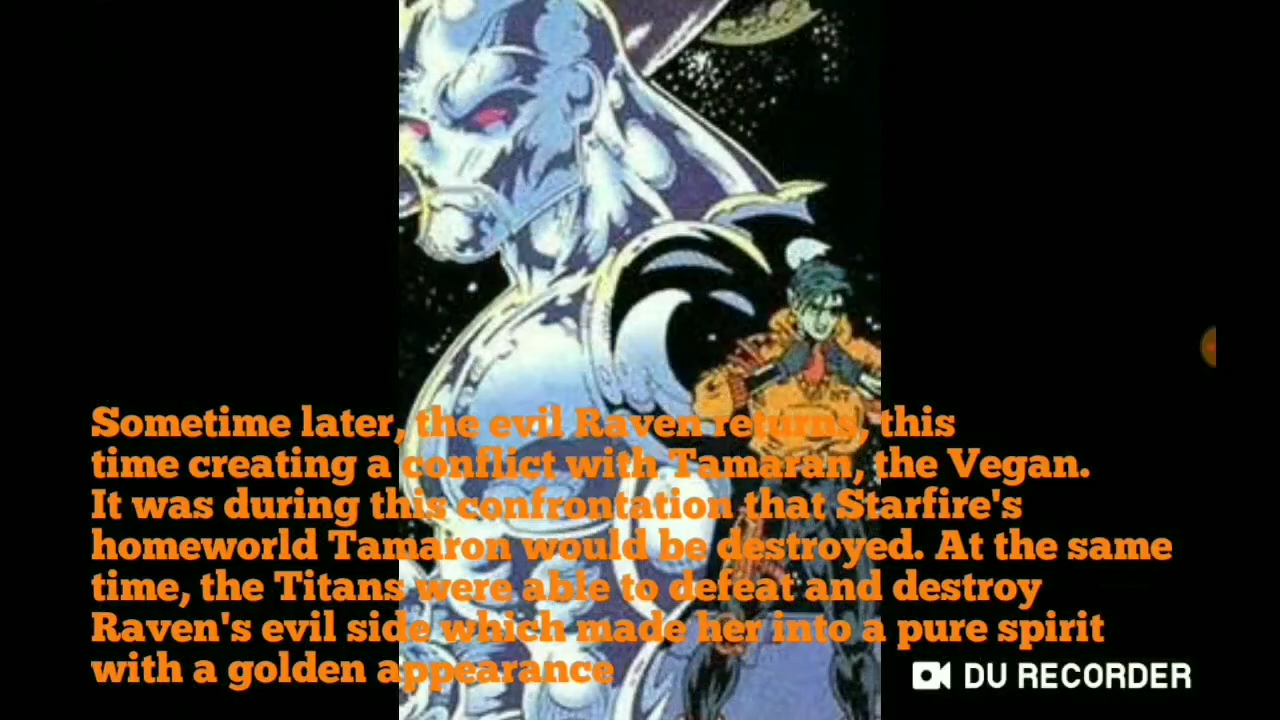 Sometime later, the evil Raven returns, this
time creating a conflict with Tamaran, the Vegan.
It was during this confrontation that Starfire's
homeworld Tamaron would be destroyed. At the same
time, the Titans were able to defeat and destroy
Raven's evil side which made her into a pure spirit
with a golden appearance
DU RECORDER